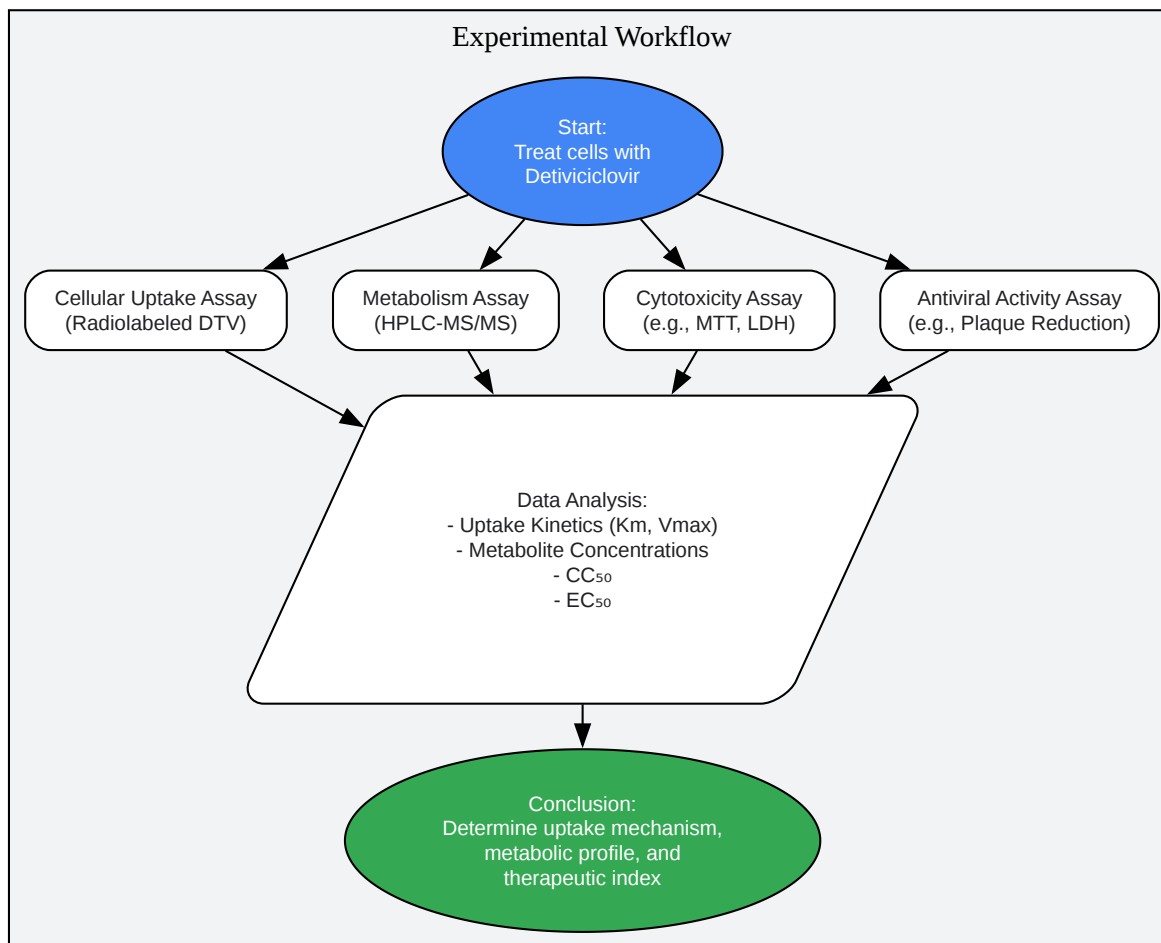 Experimental Workflow
Start:
Treat cells with
Detiviciclovir
Cellular Uptake Assay
(Radiolabeled DTV)
Metabolism Assay
(HPLC-MS/MS)
Cytotoxicity Assay
(e.g., MTT, LDH)
Antiviral Activity Assay
(e.g., Plaque Reduction)
Data Analysis:
- Uptake Kinetics (Km, Vmax)
- Metabolite Concentrations
- CC₅₀
- EC₅₀
Conclusion:
Determine uptake mechanism,
metabolic profile, and
therapeutic index